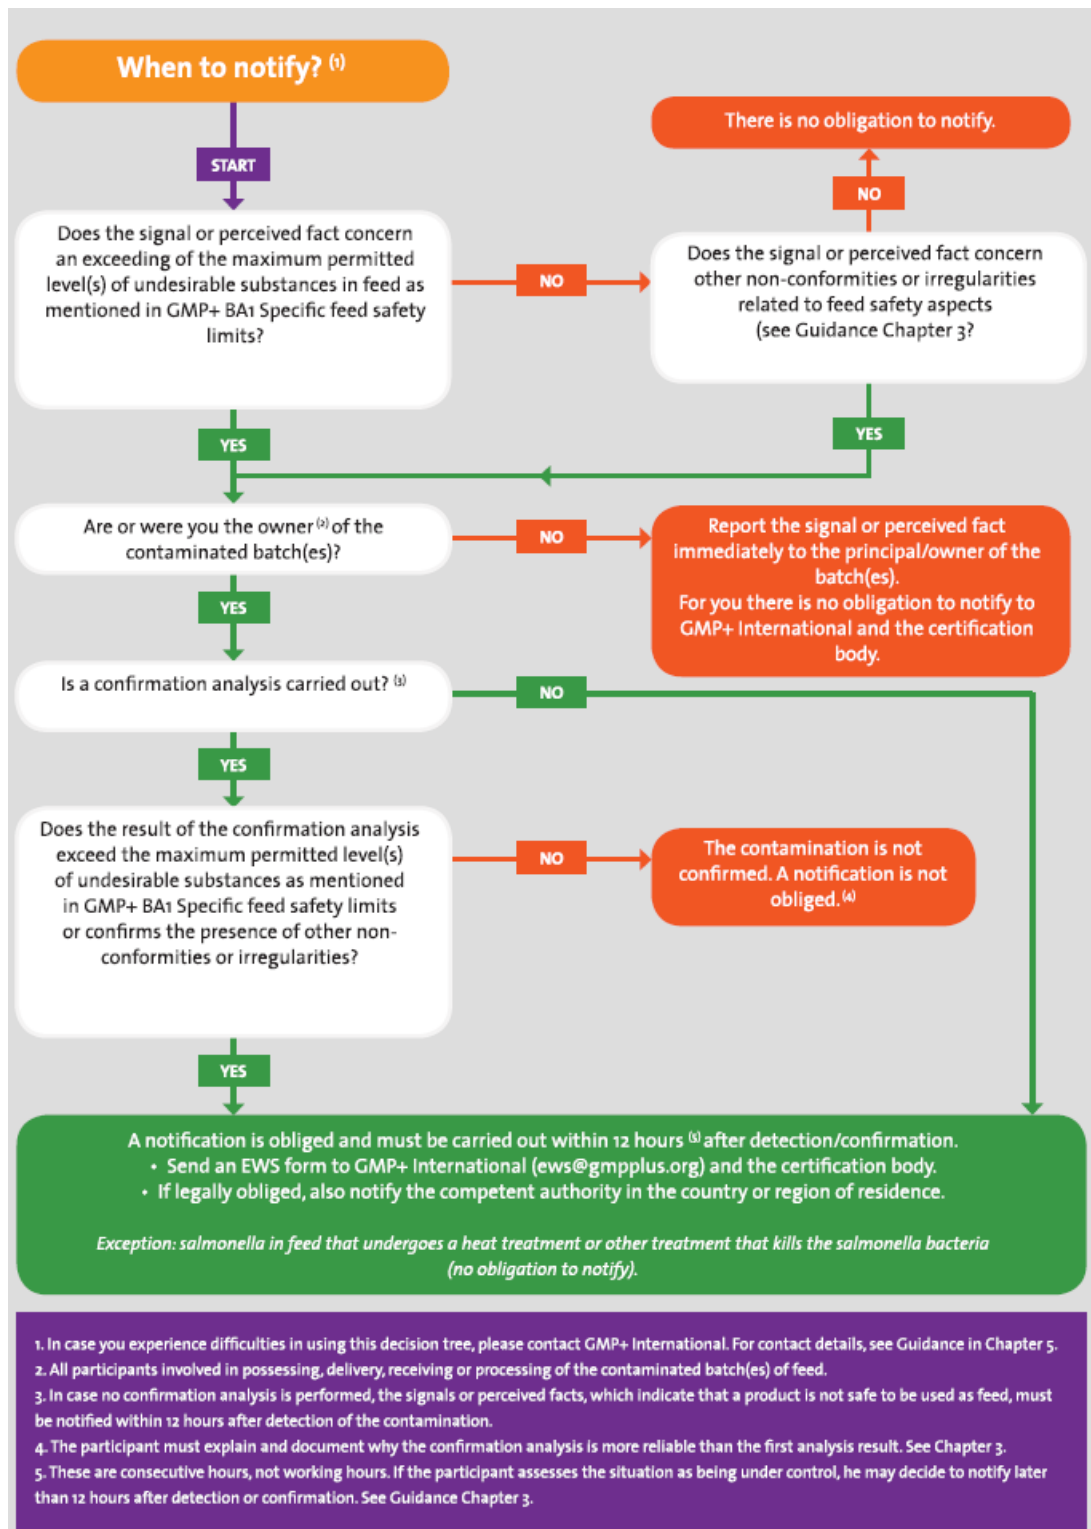 When to notify? (1)
START
There is no obligation to notify.
NO
Does the signal or perceived fact concern
an exceeding of the maximum permitted
level(s) of undesirable substances in feed as
mentioned in GMP+ BA1 Specific feed safety
limits?
NO
Does the signal or perceived fact concern
other non-conformities or irregularities
related to feed safety aspects
(see Guidance Chapter 3?
YES
YES
Are or were you the owner (2) of the
contaminated batch(es)?
NO
Report the signal or perceived fact
immediately to the principal/owner of the
batch(es).
For you there is no obligation to notify to
GMP+ International and the certification
body.
YES
Is a confirmation analysis carried out? (3)
NO
YES
Does the result of the confirmation analysis
exceed the maximum permitted level(s)
of undesirable substances as mentioned
in GMP+ BA1 Specific feed safety limits
or confirms the presence of other non-
conformities or irregularities?
NO
The contamination is not
confirmed. A notification is not
obliged. (4)
YES
A notification is obliged and must be carried out within 12 hours (5) after detection/confirmation.
• Send an EWS form to GMP+ International (ews@gmpplus.org) and the certification body.
• If legally obliged, also notify the competent authority in the country or region of residence.
Exception: salmonella in feed that undergoes a heat treatment or other treatment that kills the salmonella bacteria
(no obligation to notify).
1. In case you experience difficulties in using this decision tree, please contact GMP+ International. For contact details, see Guidance in Chapter 5.
2. All participants involved in possessing, delivery, receiving or processing of the contaminated batch(es) of feed.
3. In case no confirmation analysis is performed, the signals or perceived facts, which indicate that a product is not safe to be used as feed, must
be notified within 12 hours after detection of the contamination.
4. The participant must explain and document why the confirmation analysis is more reliable than the first analysis result. See Chapter 3.
5. These are consecutive hours, not working hours. If the participant assesses the situation as being under control, he may decide to notify later
than 12 hours after detection or confirmation. See Guidance Chapter 3.